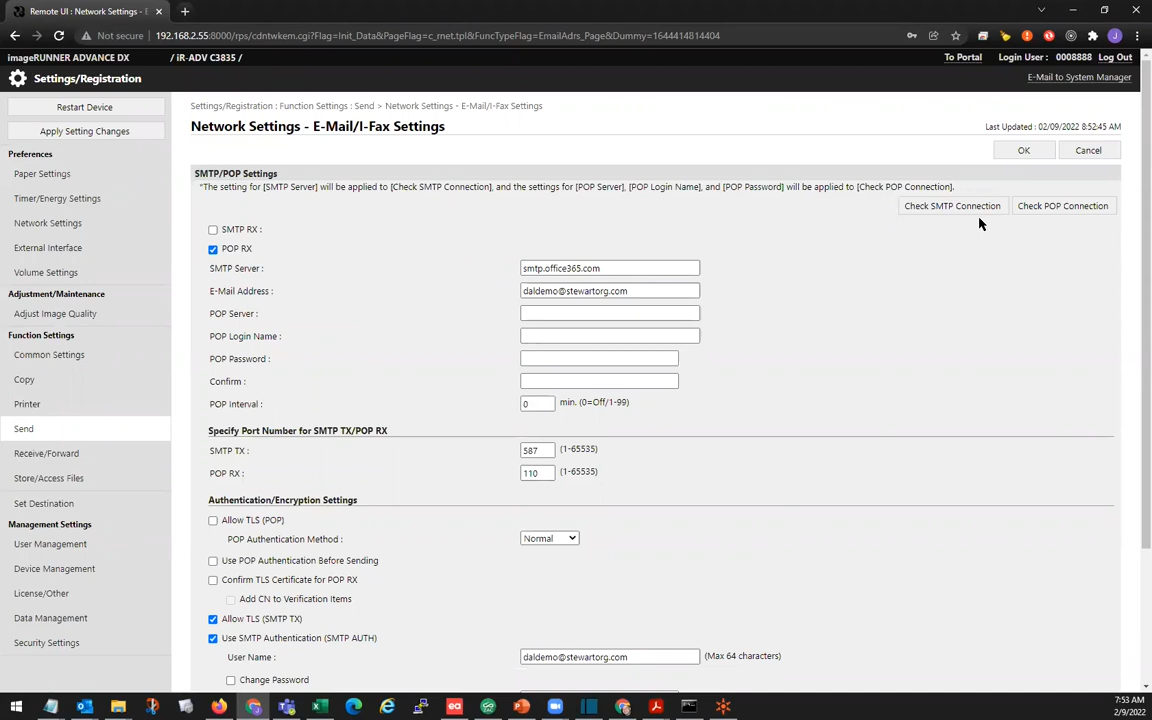 Remote UI : Network Settings - E
Not secure
192.168.2.55:8000/rps/cdntwkem.cgi?Flag=Init_Data&PageFlag=c_rnet.tpl&FuncTypeFlag=EmailAdrs_Page&Dummy=1644414814404
J
imageRUNNER ADVANCE DX / iR-ADV C3835 /
To Portal Login User : 0008888 Log Out
Settings/Registration
E-Mail to System Manager
Restart Device
Apply Setting Changes
Preferences
Paper Settings
Timer/Energy Settings
Network Settings
External Interface
Volume Settings
Adjustment/Maintenance
Adjust Image Quality
Function Settings
Common Settings
Copy
Printer
Send
Receive/Forward
Store/Access Files
Set Destination
Management Settings
User Management
Device Management
License/Other
Data Management
Security Settings
Settings/Registration : Function Settings : Send > Network Settings - E-Mail/I-Fax Settings
Network Settings - E-Mail/I-Fax Settings
Last Updated : 02/09/2022 8:52:45 AM
OK Cancel
SMTP/POP Settings
*The setting for [SMTP Server] will be applied to [Check SMTP Connection], and the settings for [POP Server], [POP Login Name], and [POP Password] will be applied to [Check POP Connection].
Check SMTP Connection Check POP Connection
SMTP RX :
POP RX
SMTP Server : smtp.office365.com
E-Mail Address : daldemo@stewartorg.com
POP Server :
POP Login Name :
POP Password :
Confirm :
POP Interval : 0 min. (0=Off/1-99)
Specify Port Number for SMTP TX/POP RX
SMTP TX : 587 (1-65535)
POP RX : 110 (1-65535)
Authentication/Encryption Settings
Allow TLS (POP)
POP Authentication Method : Normal
Use POP Authentication Before Sending
Confirm TLS Certificate for POP RX
Add CN to Verification Items
Allow TLS (SMTP TX)
Use SMTP Authentication (SMTP AUTH)
User Name : daldemo@stewartorg.com (Max 64 characters)
Change Password
7:53 AM
2/9/2022